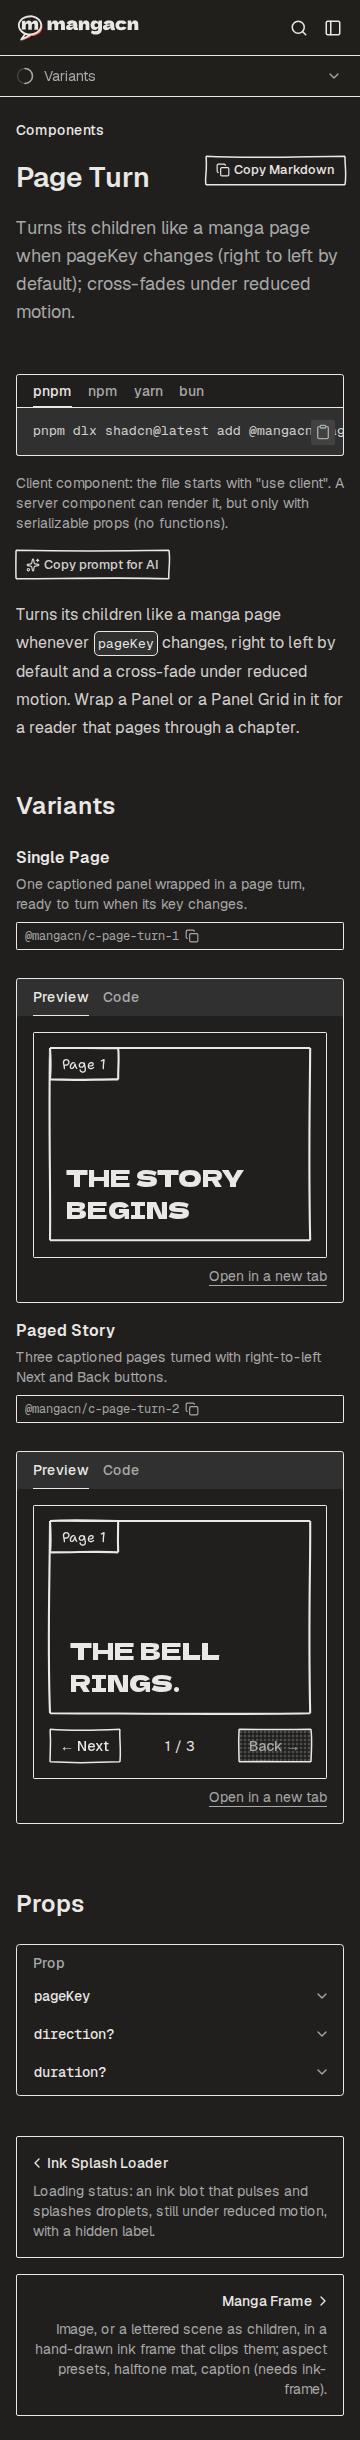 mangacn
Variants
Components
Page Turn
Copy Markdown
Turns its children like a manga page
when pageKey changes (right to left by
default); cross-fades under reduced
motion.
pnpm npm yarn bun
pnpm dlx shadcn@latest add @mangacn
Client component: the file starts with "use client". A
server component can render it, but only with
serializable props (no functions).
Copy prompt for AI
Turns its children like a manga page
whenever pageKey changes, right to left by
default and a cross-fade under reduced
motion. Wrap a Panel or a Panel Grid in it for
a reader that pages through a chapter.
Variants
Single Page
One captioned panel wrapped in a page turn,
ready to turn when its key changes.
@mangacn/c-page-turn-1
Preview Code
Page 1
THE STORY
BEGINS
Open in a new tab
Paged Story
Three captioned pages turned with right-to-left
Next and Back buttons.
@mangacn/c-page-turn-2
Preview Code
Page 1
THE BELL
RINGS.
← Next 1 / 3 Back →
Open in a new tab
Props
Prop
pageKey
direction?
duration?
Ink Splash Loader
Loading status: an ink blot that pulses and
splashes droplets, still under reduced motion,
with a hidden label.
Manga Frame
Image, or a lettered scene as children, in a
hand-drawn ink frame that clips them; aspect
presets, halftone mat, caption (needs ink-
frame).